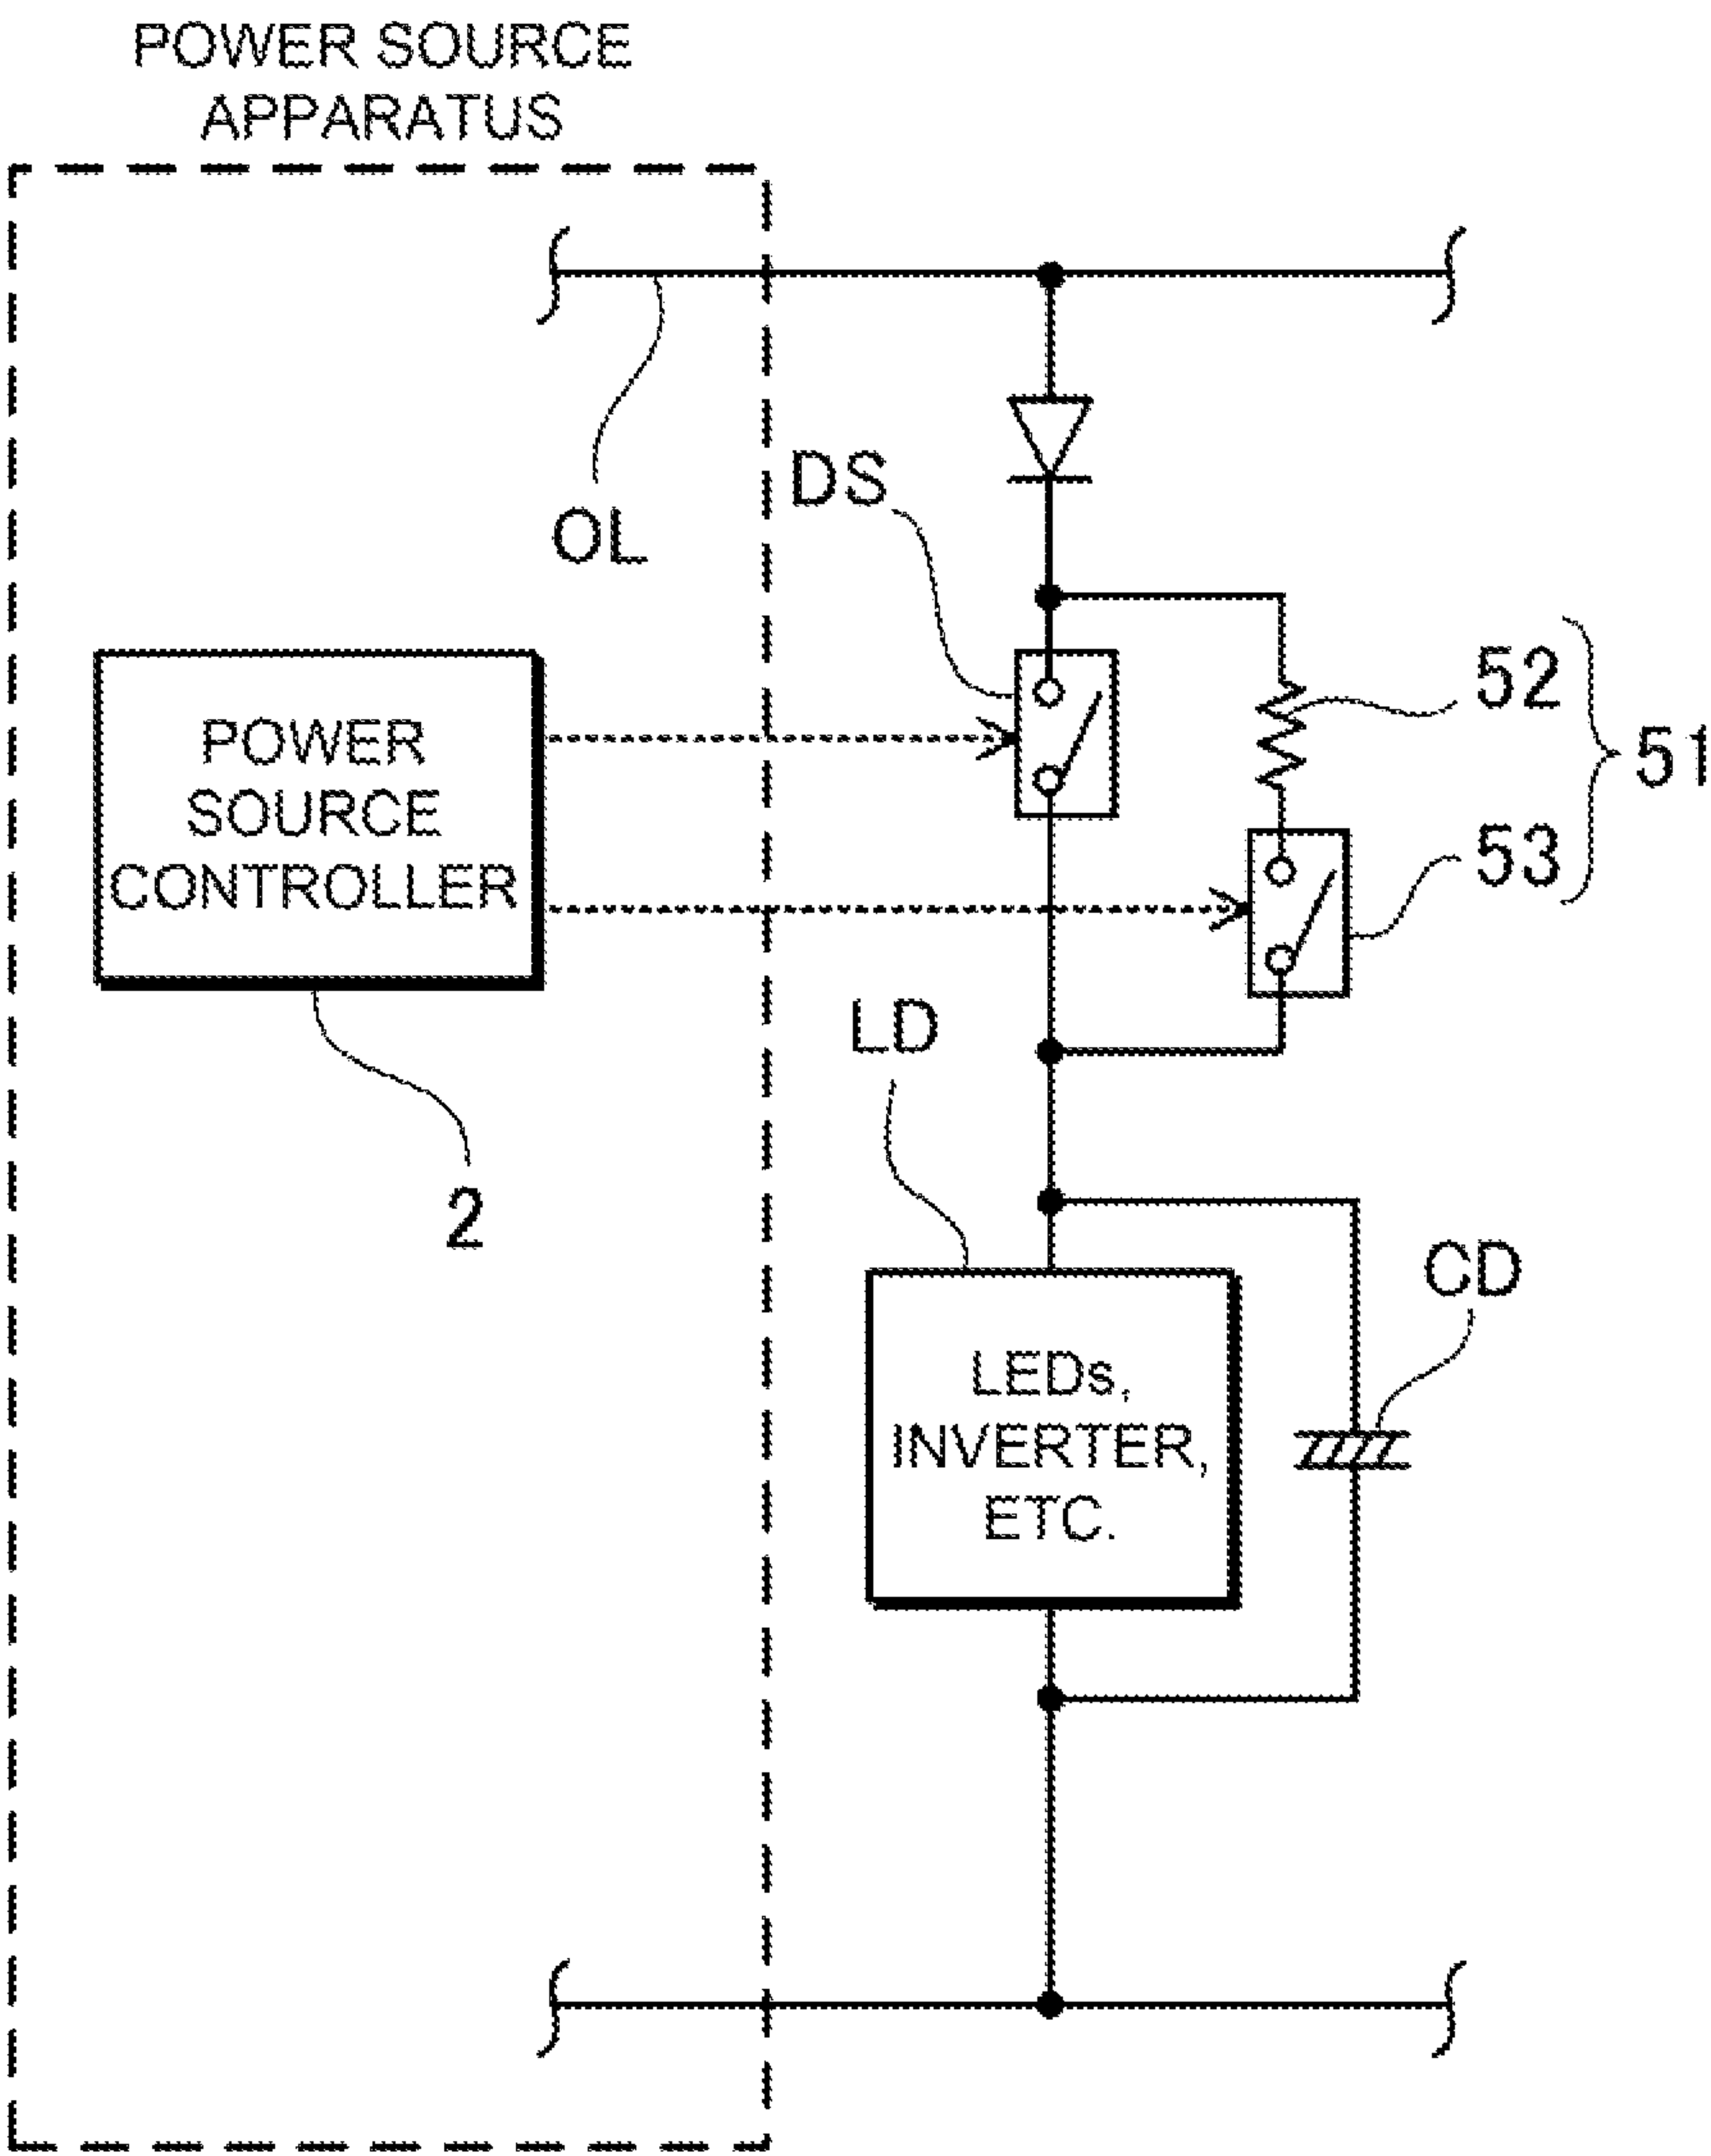 POWER SOURCE
APPARATUS
OL
DS
52
51
POWER
SOURCE
CONTROLLER
53
LD
2
CD
LEDs,
INVERTER,
ETC.